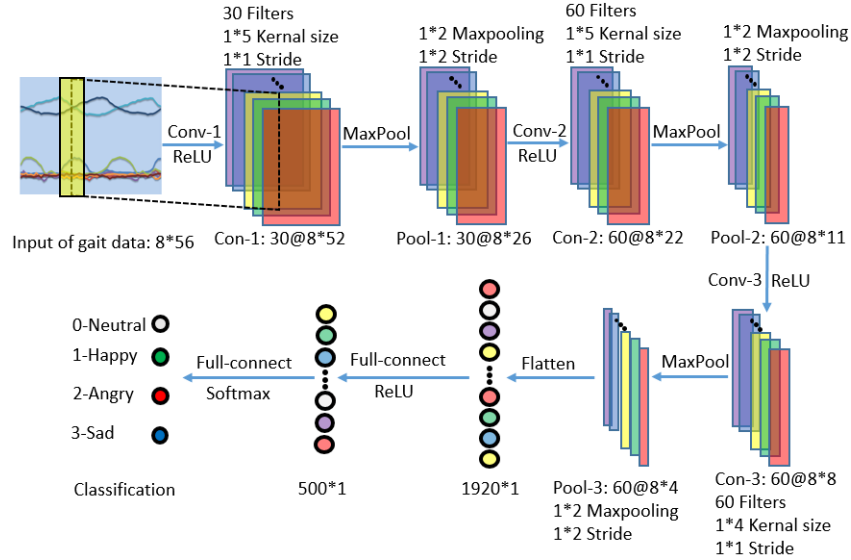 30 Filters
1*5 Kernal size
1*1 Stride
1*2 Maxpooling
1*2 Stride
60 Filters
1*5 Kernal size
1*1 Stride
1*2 Maxpooling
1*2 Stride
Conv-1
ReLU
MaxPool
Conv-2
ReLU
MaxPool
Input of gait data: 8*56
Con-1: 30@8*52
Pool-1: 30@8*26
Con-2: 60@8*22
Pool-2: 60@8*11
Conv-3
ReLU
0-Neutral
1-Happy
2-Angry
3-Sad
Full-connect
Softmax
Full-connect
ReLU
Flatten
MaxPool
Classification
500*1
1920*1
Pool-3: 60@8*4
1*2 Maxpooling
1*2 Stride
Con-3: 60@8*8
60 Filters
1*4 Kernal size
1*1 Stride